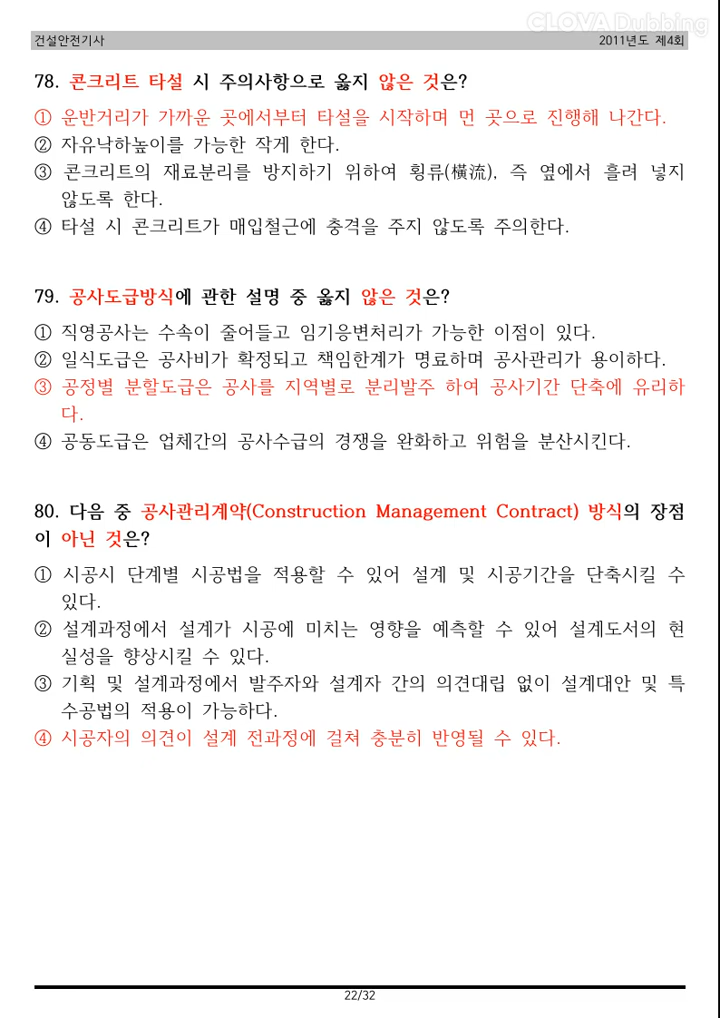 CLOVA Dubbing
건설안전기사 2011년도 제4회
78. 콘크리트 타설 시 주의사항으로 옳지 않은 것은?
① 운반거리가 가까운 곳에서부터 타설을 시작하며 먼 곳으로 진행해 나간다.
② 자유낙하높이를 가능한 작게 한다.
③ 콘크리트의 재료분리를 방지하기 위하여 횡류(橫流), 즉 옆에서 흘려 넣지
않도록 한다.
④ 타설 시 콘크리트가 매입철근에 충격을 주지 않도록 주의한다.
79. 공사도급방식에 관한 설명 중 옳지 않은 것은?
① 직영공사는 수속이 줄어들고 임기응변처리가 가능한 이점이 있다.
② 일식도급은 공사비가 확정되고 책임한계가 명료하며 공사관리가 용이하다.
③ 공정별 분할도급은 공사를 지역별로 분리발주 하여 공사기간 단축에 유리하
다.
④ 공동도급은 업체간의 공사수급의 경쟁을 완화하고 위험을 분산시킨다.
80. 다음 중 공사관리계약(Construction Management Contract) 방식의 장점
이 아닌 것은?
① 시공시 단계별 시공법을 적용할 수 있어 설계 및 시공기간을 단축시킬 수
있다.
② 설계과정에서 설계가 시공에 미치는 영향을 예측할 수 있어 설계도서의 현
실성을 향상시킬 수 있다.
③ 기획 및 설계과정에서 발주자와 설계자 간의 의견대립 없이 설계대안 및 특
수공법의 적용이 가능하다.
④ 시공자의 의견이 설계 전과정에 걸쳐 충분히 반영될 수 있다.
22/32